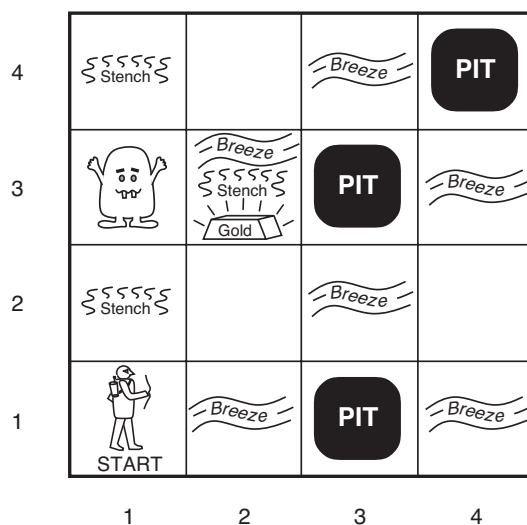 4
Stench
Breeze
PIT
3
Breeze
Stench
Gold
PIT
Breeze
2
Stench
Breeze
1
START
Breeze
PIT
Breeze
1 2 3 4